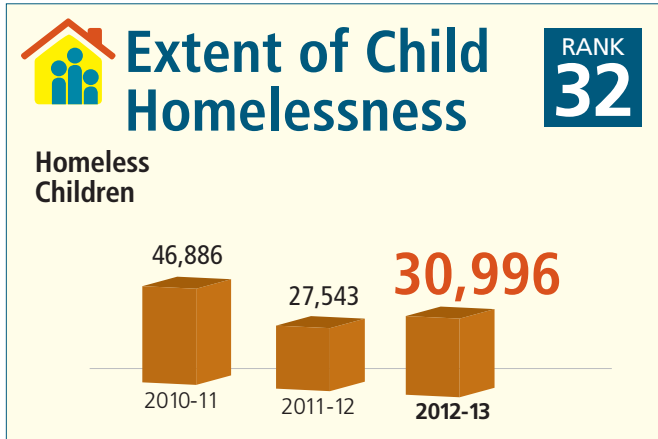 Extent of Child
Homelessness
RANK
32
Homeless
Children
46,886
27,543
30,996
2010-11
2011-12
2012-13